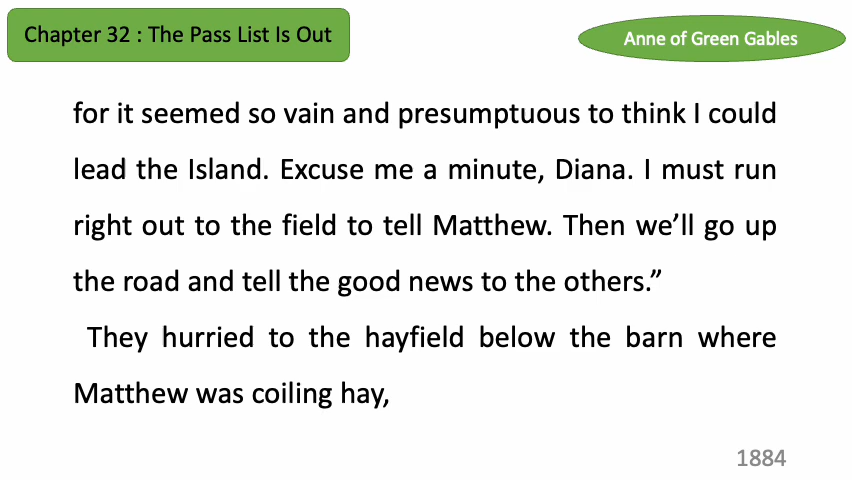 Chapter 32 : The Pass List Is Out
Anne of Green Gables
for it seemed so vain and presumptuous to think I could
lead the Island. Excuse me a minute, Diana. I must run
right out to the field to tell Matthew. Then we’ll go up
the road and tell the good news to the others.”
They hurried to the hayfield below the barn where
Matthew was coiling hay,
1884